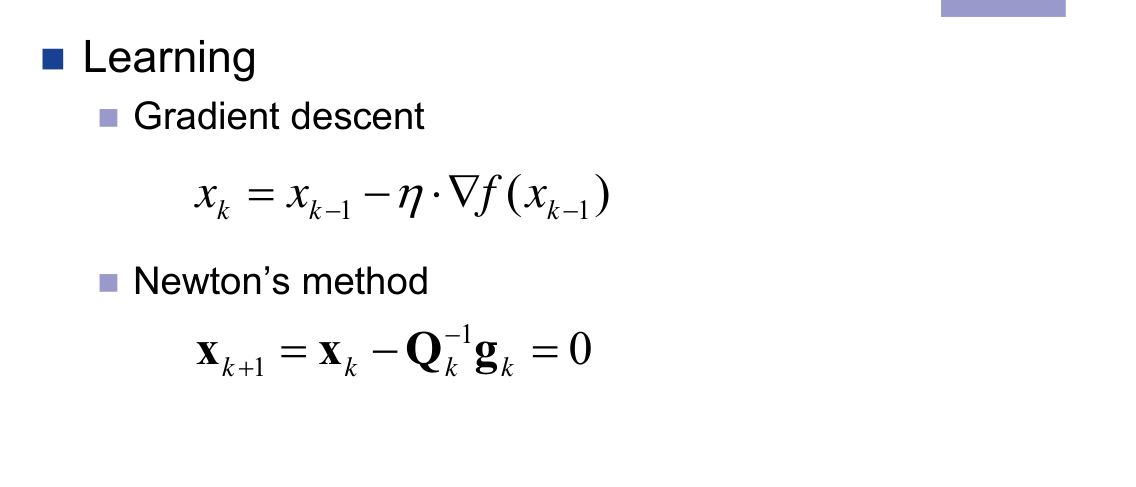 Learning
Gradient descent
x_k = x_{k−1} − η · ∇f(x_{k−1})
Newton’s method
𝐱_{k+1} = 𝐱_k − 𝐐_k^{−1}𝐠_k = 0